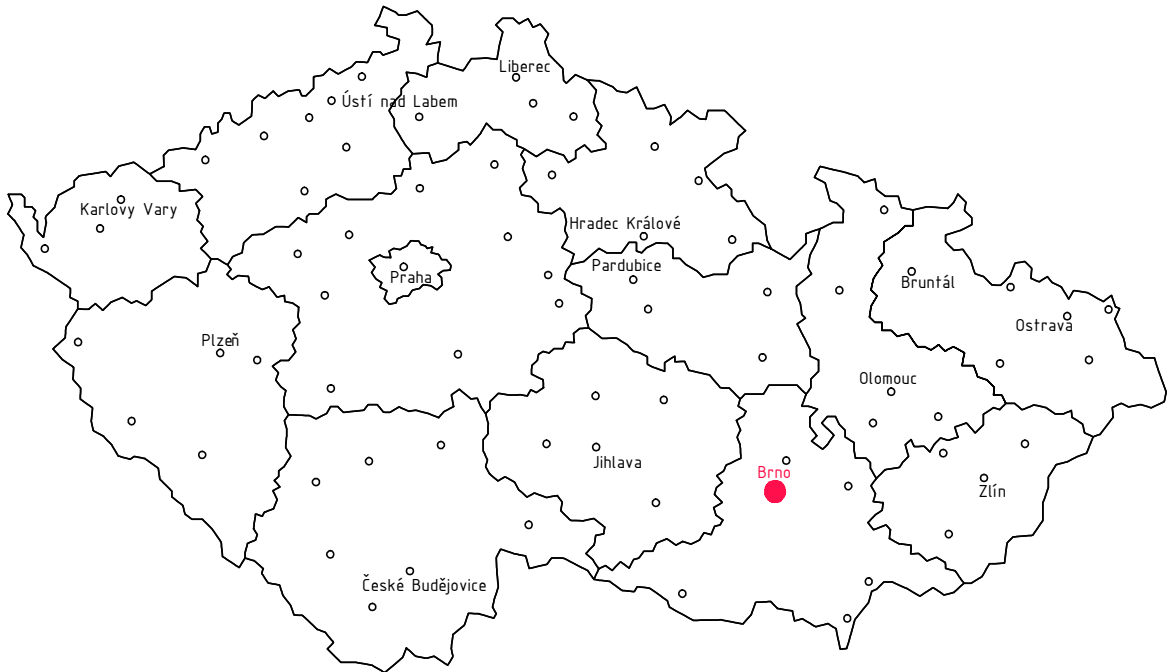 Liberec
Ústí nad Labem
Karlovy Vary
Hradec Králové
Pardubice
Praha
Bruntál
Ostrava
Plzeň
Olomouc
Jihlava
Brno
Zlín
České Budějovice